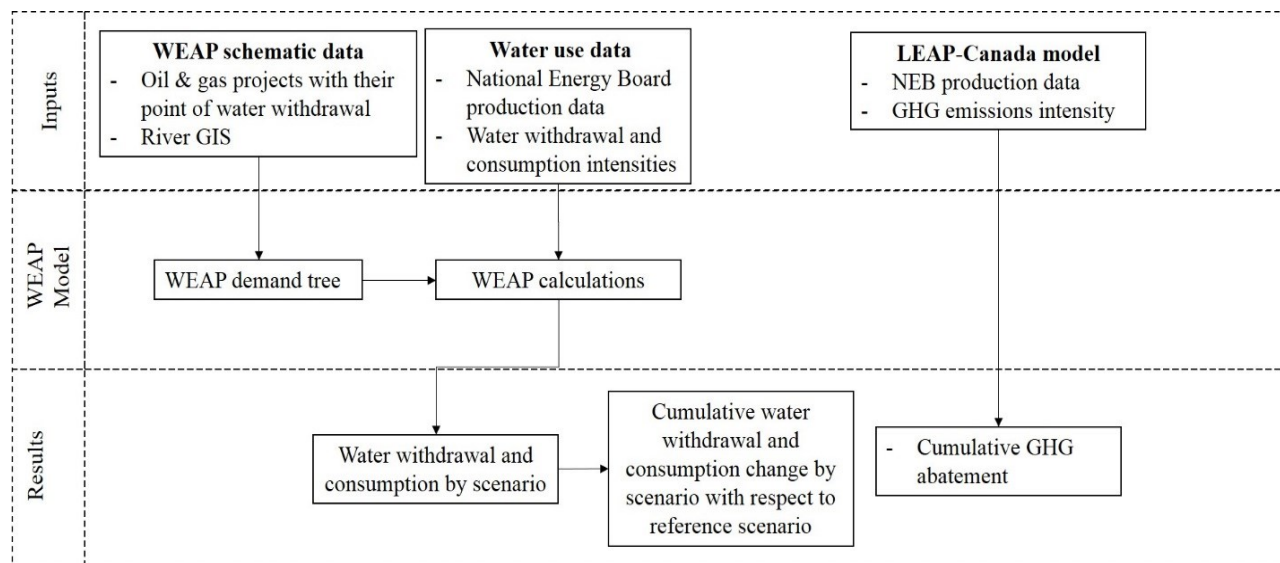 Inputs
WEAP schematic data
- Oil & gas projects with their
point of water withdrawal
- River GIS
Water use data
- National Energy Board
production data
- Water withdrawal and
consumption intensities
LEAP-Canada model
- NEB production data
- GHG emissions intensity
WEAP
Model
WEAP demand tree
WEAP calculations
Results
Water withdrawal and
consumption by scenario
Cumulative water
withdrawal and
consumption change by
scenario with respect to
reference scenario
- Cumulative GHG
abatement